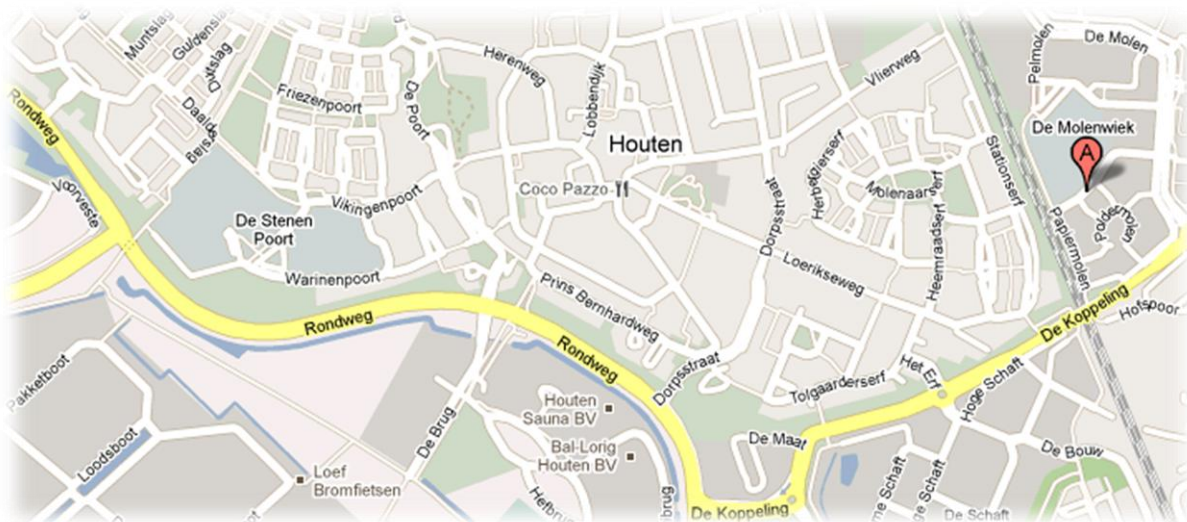 Muntslag
Guldenslag
Duitslag
Daalderslag
Rondweg
Voorveste
Friezenpoort
De Poort
Herenweg
Lobbendijk
Houten
Vlierweg
De Molen
Pelmolen
De Molenwiek
A
Coco Pazzo
Dorpsstraat
Herbergierserf
Molenaarserf
Stationserf
Heemraadserf
Papiermolen
Poldermolen
De Stenen
Poort
Vikingenpoort
Warinenpoort
Loerikseweg
Prins Bernhardweg
Rondweg
Rondweg
De Koppeling
Hofspoor
Dorpsstraat
Tolgaarderserf
Het Erf
Hoge Schaft
Pakketboot
Loodsboot
De Brug
Houten
Sauna BV
Bal-Lorig
Houten BV
Loef
Bromfietsen
Hefbrug
De Maat
De Bouw
De Koppeling
De Schaft